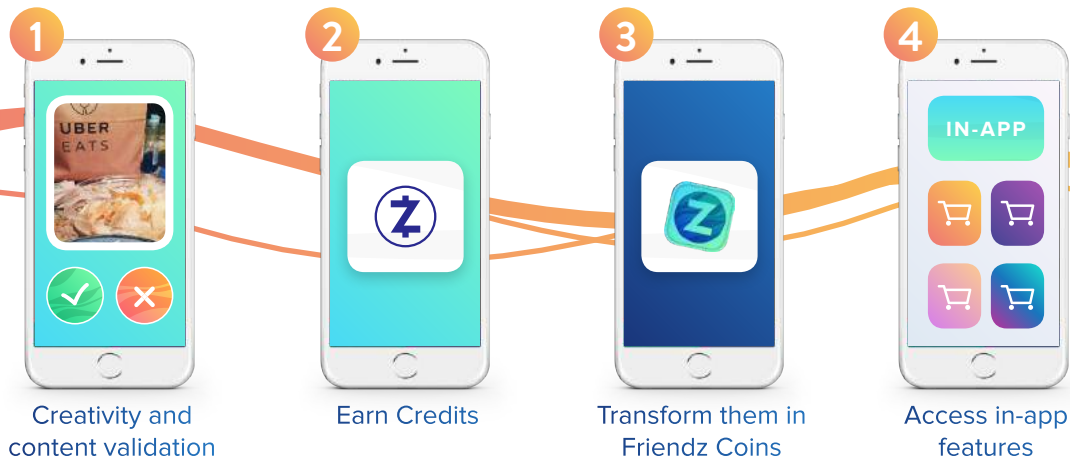 1
2
3
4
UBER
EATS
IN-APP
Creativity and
content validation
Earn Credits
Transform them in
Friendz Coins
Access in-app
features